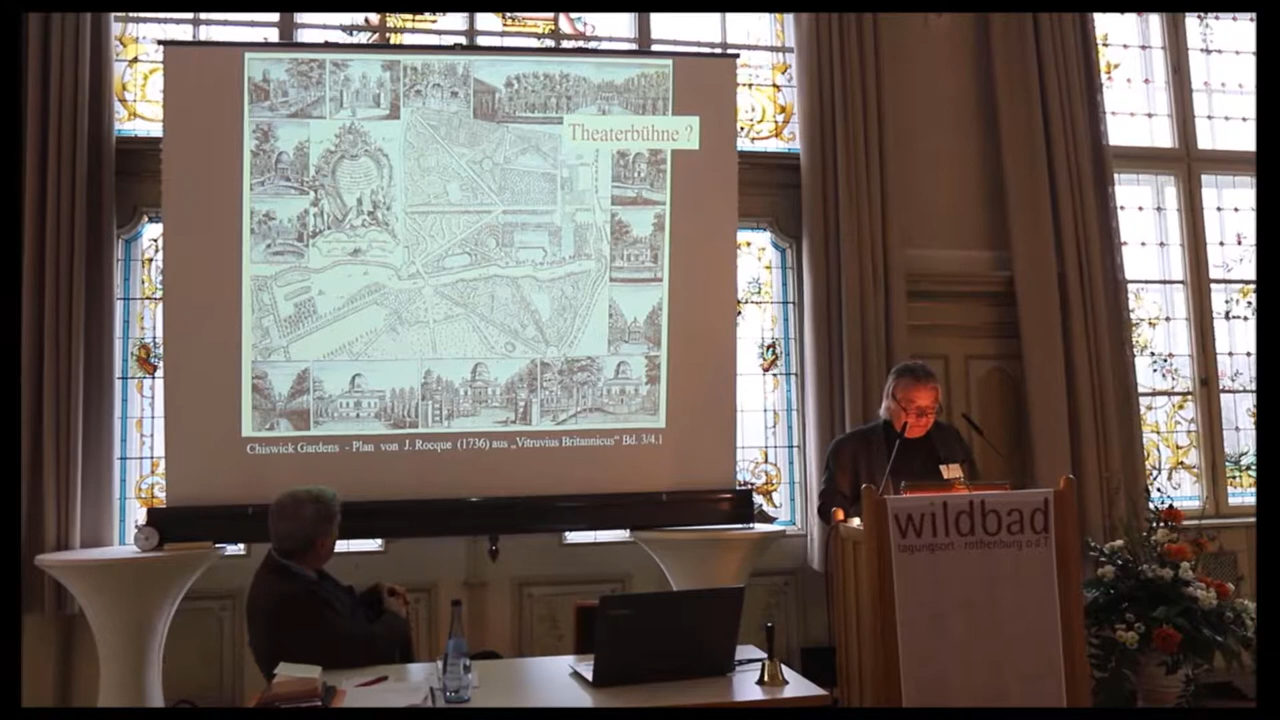 Theaterbühne ?
Chiswick Gardens - Plan von J. Rocque (1736) aus „Vitruvius Britannicus“ Bd. 3/4,1
wildbad
tagungsort - rothenburg o.d.T